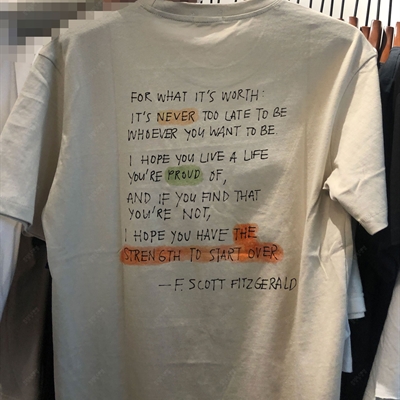 FOR WHAT IT'S WORTH:
IT'S NEVER TOO LATE TO BE
WHOEVER YOU WANT TO BE.
I HOPE YOU LIVE A LIFE
YOU'RE PROUD OF,
AND IF YOU FIND THAT
YOU'RE NOT,
I HOPE YOU HAVE THE
STRENGTH TO START OVER
—F. SCOTT FITZGERALD